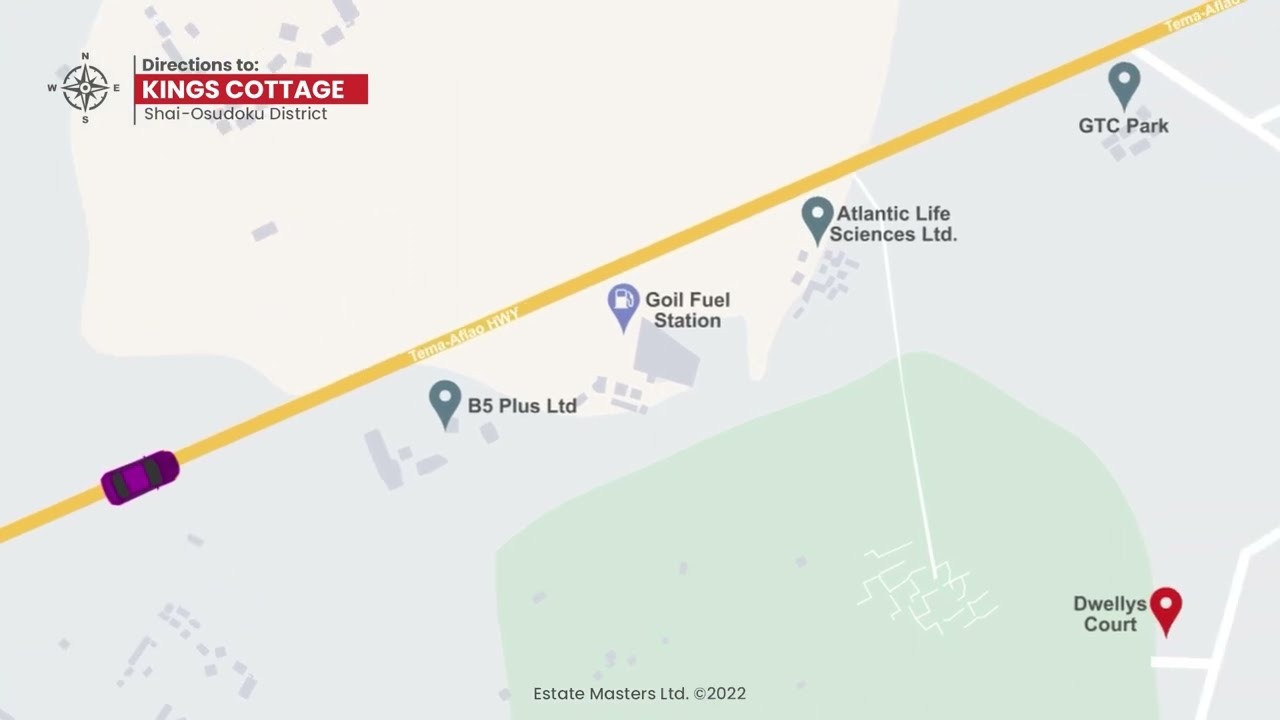 N
W
E
S
Directions to:
KINGS COTTAGE
Shai-Osudoku District
Tema-Aflao
GTC Park
Atlantic Life
Sciences Ltd.
Goil Fuel
Station
Tema-Aflao HWY
B5 Plus Ltd
Dwellys
Court
Estate Masters Ltd. ©2022